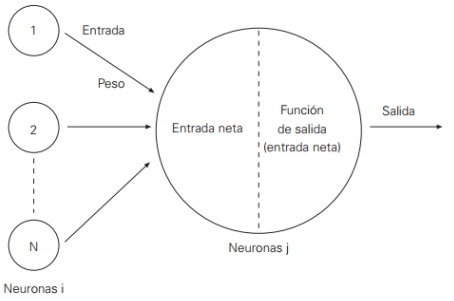 1
Entrada
Peso
2
Entrada neta
Función
de salida
(entrada neta)
Salida
N
Neuronas j
Neuronas i